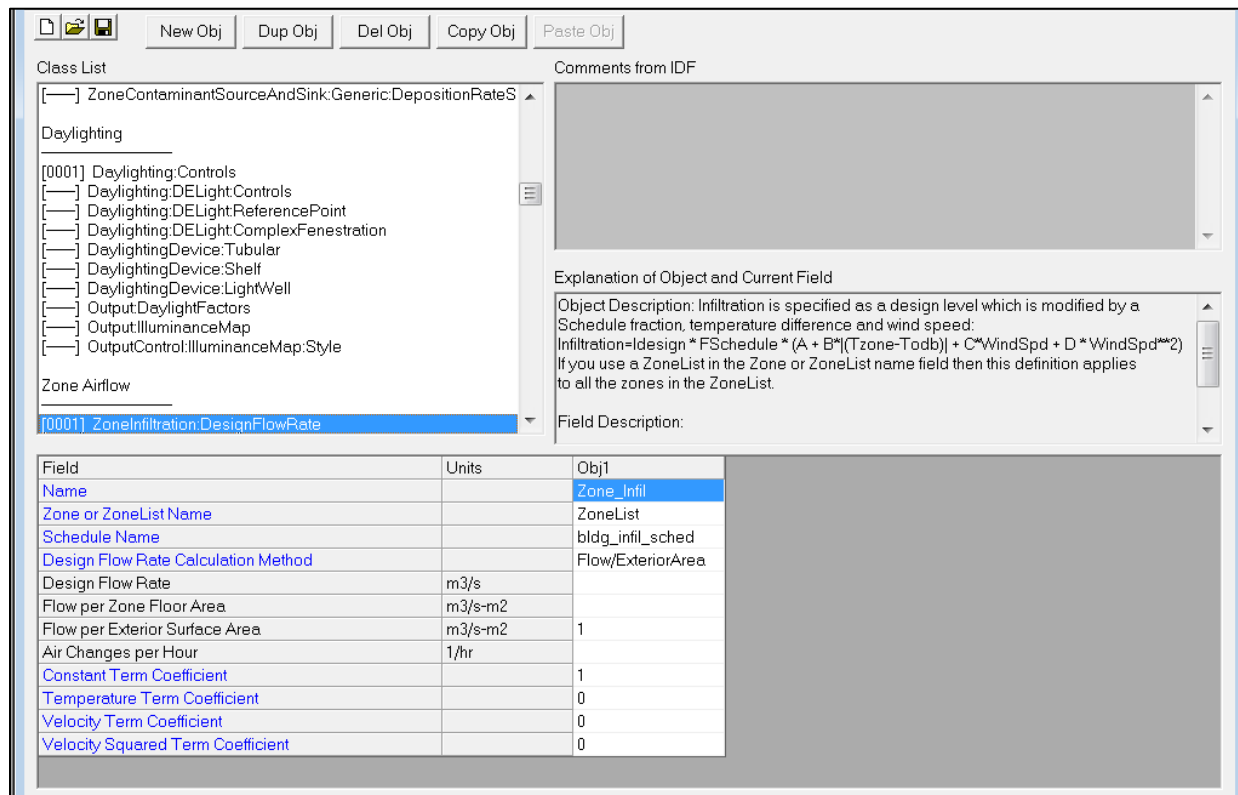 New Obj Dup Obj Del Obj Copy Obj Paste Obj
Class List
[-----] ZoneContaminantSourceAndSink:Generic:DepositionRateS
Daylighting
[0001] Daylighting:Controls
[-----] Daylighting:DELight:Controls
[-----] Daylighting:DELight:ReferencePoint
[-----] Daylighting:DELight:ComplexFenestration
[-----] DaylightingDevice:Tubular
[-----] DaylightingDevice:Shelf
[-----] DaylightingDevice:LightWell
[-----] Output:DaylightFactors
[-----] Output:IlluminanceMap
[-----] OutputControl:IlluminanceMap:Style
Zone Airflow
[0001] ZoneInfiltration:DesignFlowRate
Comments from IDF
Explanation of Object and Current Field
Object Description: Infiltration is specified as a design level which is modified by a
Schedule fraction, temperature difference and wind speed:
Infiltration=Idesign * FSchedule * (A + B*|(Tzone-Todb)| + C*WindSpd + D * WindSpd**2)
If you use a ZoneList in the Zone or ZoneList name field then this definition applies
to all the zones in the ZoneList.
Field Description:
Field Units Obj1
Name Zone_Infil
Zone or ZoneList Name ZoneList
Schedule Name bldg_infil_sched
Design Flow Rate Calculation Method Flow/ExteriorArea
Design Flow Rate m3/s
Flow per Zone Floor Area m3/s-m2
Flow per Exterior Surface Area m3/s-m2 1
Air Changes per Hour 1/hr
Constant Term Coefficient 1
Temperature Term Coefficient 0
Velocity Term Coefficient 0
Velocity Squared Term Coefficient 0